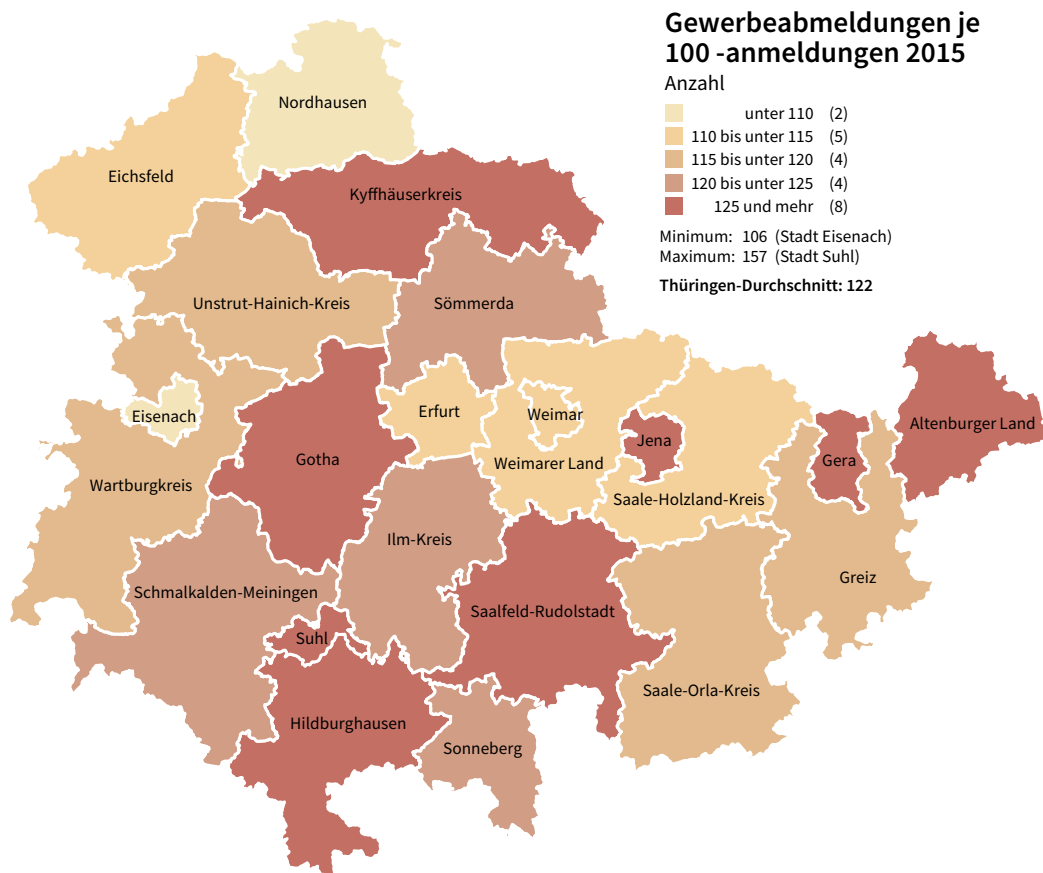 Gewerbeabmeldungen je
100 -anmeldungen 2015
Anzahl
unter 110 (2)
110 bis unter 115 (5)
115 bis unter 120 (4)
120 bis unter 125 (4)
125 und mehr (8)
Minimum: 106 (Stadt Eisenach)
Maximum: 157 (Stadt Suhl)
Thüringen-Durchschnitt: 122
Nordhausen
Eichsfeld
Kyffhäuserkreis
Unstrut-Hainich-Kreis
Sömmerda
Eisenach
Erfurt
Weimar
Jena
Altenburger Land
Gotha
Weimarer Land
Gera
Wartburgkreis
Saale-Holzland-Kreis
Ilm-Kreis
Greiz
Schmalkalden-Meiningen
Saalfeld-Rudolstadt
Suhl
Saale-Orla-Kreis
Hildburghausen
Sonneberg